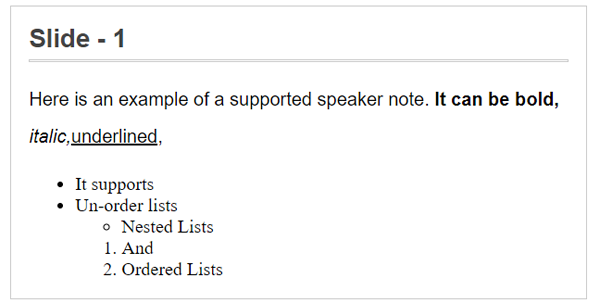 Slide - 1
Here is an example of a supported speaker note. It can be bold,
italic,underlined,
• It supports
• Un-order lists
○ Nested Lists
1. And
2. Ordered Lists